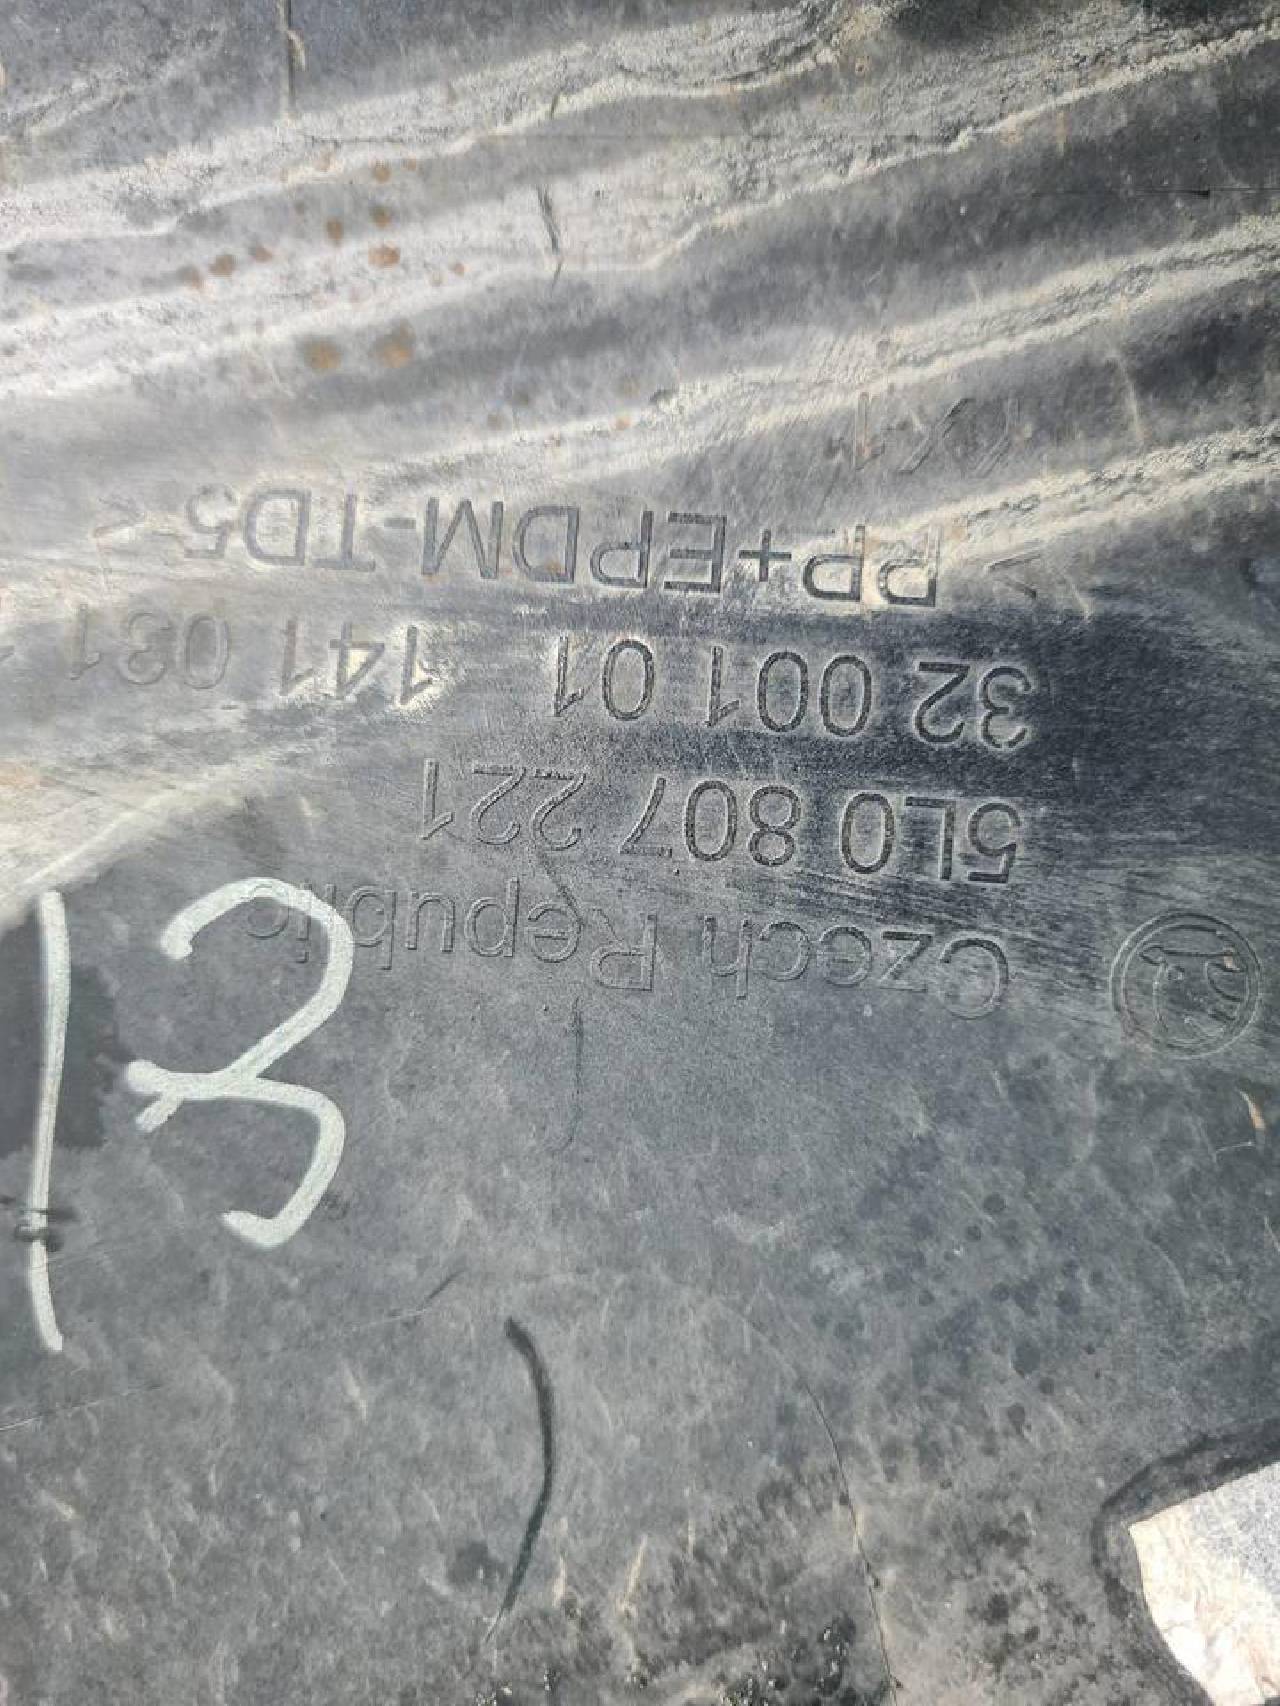 Czech Republic
5L0 807 221
32 001 01 141 031
> PP+EPDM-TD5 <
13